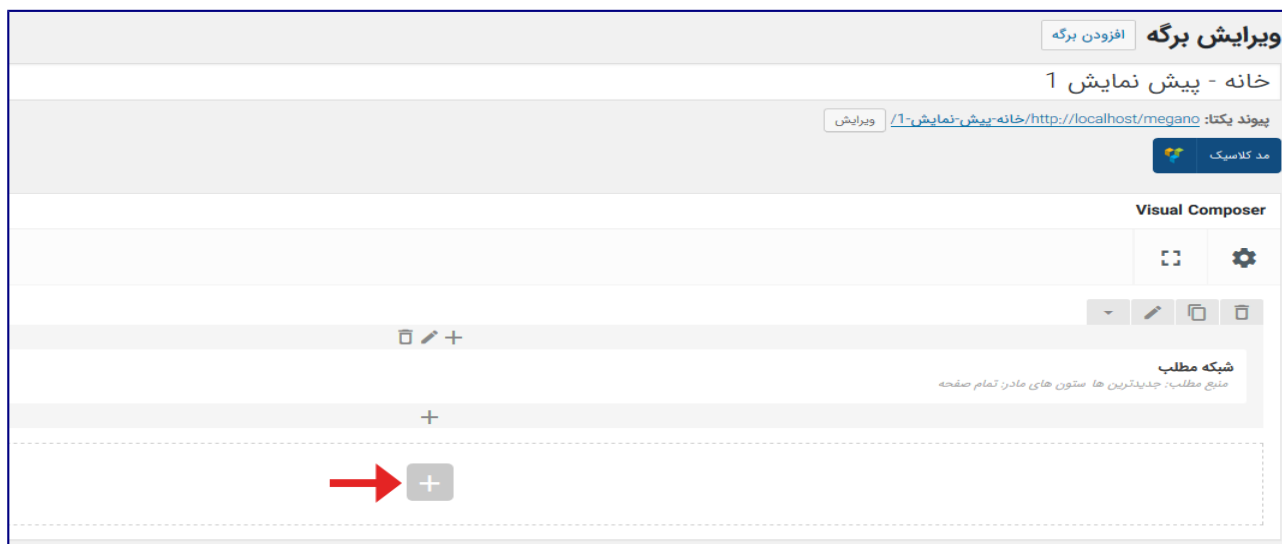 ویرایش برگه افزودن برگه
خانه - پیش نمایش 1
پیوند یکتا: http://localhost/megano/خانه-پیش-نمایش-1/ ویرایش
مد کلاسیک
Visual Composer
شبکه مطلب
منبع مطلب: جدیدترین ها ستون های مادر: تمام صفحه